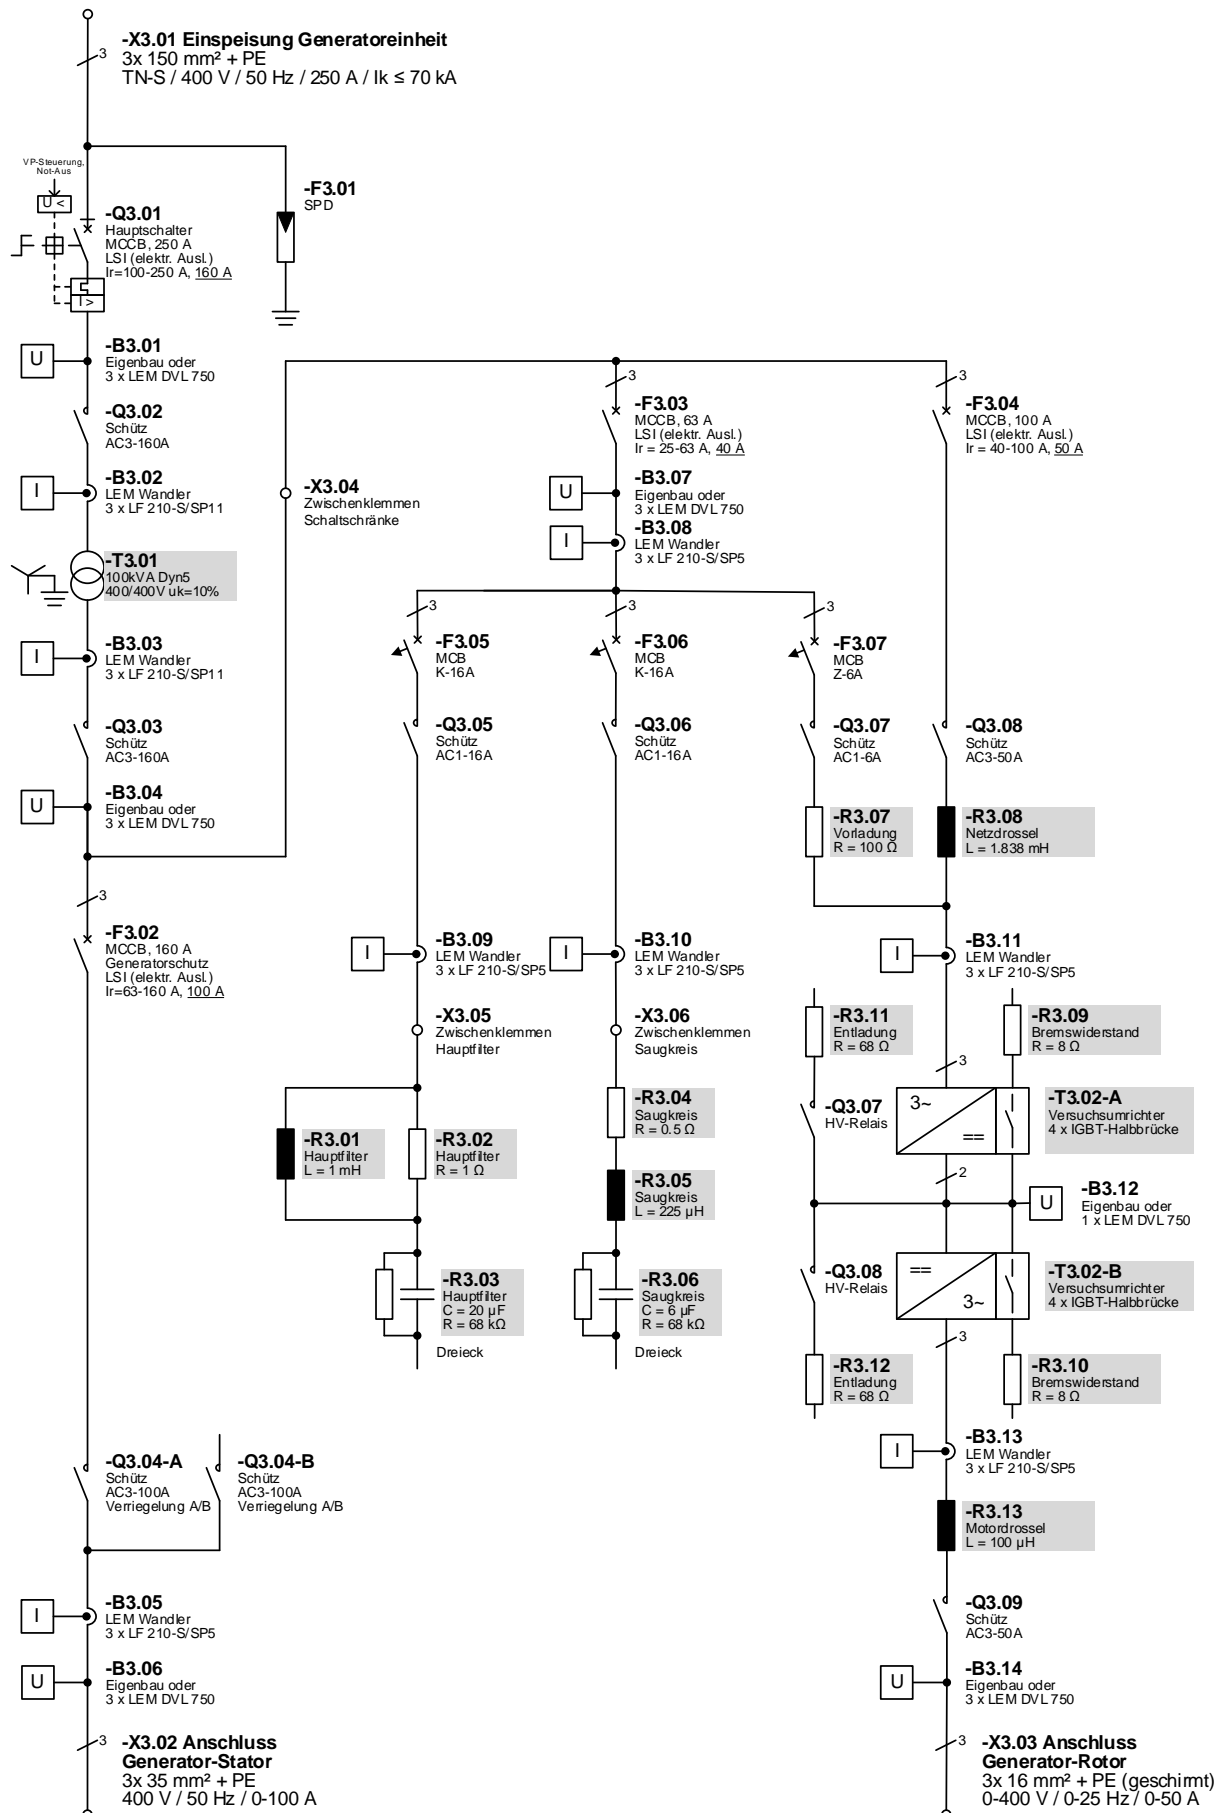 -X3.01 Einspeisung Generatoreinheit
3x 150 mm² + PE
TN-S / 400 V / 50 Hz / 250 A / Ik ≤ 70 kA
3
VP-Steuerung,
Not-Aus
U <
-Q3.01
Hauptschalter
MCCB, 250 A
LSI (elektr. Ausl.)
Ir=100-250 A, 160 A
I >
-F3.01
SPD
U
-B3.01
Eigenbau oder
3 x LEM DVL 750
-Q3.02
Schütz
AC3-160A
I
-B3.02
LEM Wandler
3 x LF 210-S/SP11
-T3.01
100kVA Dyn5
400/400V uk=10%
I
-B3.03
LEM Wandler
3 x LF 210-S/SP11
-Q3.03
Schütz
AC3-160A
U
-B3.04
Eigenbau oder
3 x LEM DVL 750
3
-F3.02
MCCB, 160 A
Generatorschutz
LSI (elektr. Ausl.)
Ir=63-160 A, 100 A
-X3.04
Zwischenklemmen
Schaltschränke
3
-F3.03
MCCB, 63 A
LSI (elektr. Ausl.)
Ir = 25-63 A, 40 A
U
-B3.07
Eigenbau oder
3 x LEM DVL 750
I
-B3.08
LEM Wandler
3 x LF 210-S/SP5
3
-F3.04
MCCB, 100 A
LSI (elektr. Ausl.)
Ir = 40-100 A, 50 A
3
-F3.05
MCB
K-16A
3
-F3.06
MCB
K-16A
3
-F3.07
MCB
Z-6A
-Q3.05
Schütz
AC1-16A
-Q3.06
Schütz
AC1-16A
-Q3.07
Schütz
AC1-6A
-Q3.08
Schütz
AC3-50A
-R3.07
Vorladung
R = 100 Ω
-R3.08
Netzdrossel
L = 1.838 mH
I
-B3.09
LEM Wandler
3 x LF 210-S/SP5
I
-B3.10
LEM Wandler
3 x LF 210-S/SP5
I
-B3.11
LEM Wandler
3 x LF 210-S/SP5
-X3.05
Zwischenklemmen
Hauptfilter
-X3.06
Zwischenklemmen
Saugkreis
-R3.11
Entladung
R = 68 Ω
-R3.09
Bremswiderstand
R = 8 Ω
3
-R3.01
Hauptfilter
L = 1 mH
-R3.02
Hauptfilter
R = 1 Ω
-R3.04
Saugkreis
R = 0.5 Ω
-R3.05
Saugkreis
L = 225 µH
-Q3.07
HV-Relais
3~
==
-T3.02-A
Versuchsumrichter
4 x IGBT-Halbbrücke
2
U
-B3.12
Eigenbau oder
1 x LEM DVL 750
-R3.03
Hauptfilter
C = 20 µF
R = 68 kΩ
Dreieck
-R3.06
Saugkreis
C = 6 µF
R = 68 kΩ
Dreieck
-Q3.08
HV-Relais
==
3~
-T3.02-B
Versuchsumrichter
4 x IGBT-Halbbrücke
3
-R3.12
Entladung
R = 68 Ω
-R3.10
Bremswiderstand
R = 8 Ω
-Q3.04-A
Schütz
AC3-100A
Verriegelung A/B
-Q3.04-B
Schütz
AC3-100A
Verriegelung A/B
I
-B3.13
LEM Wandler
3 x LF 210-S/SP5
-R3.13
Motordrossel
L = 100 µH
I
-B3.05
LEM Wandler
3 x LF 210-S/SP5
-Q3.09
Schütz
AC3-50A
U
-B3.06
Eigenbau oder
3 x LEM DVL 750
U
-B3.14
Eigenbau oder
3 x LEM DVL 750
3
-X3.02 Anschluss
Generator-Stator
3x 35 mm² + PE
400 V / 50 Hz / 0-100 A
3
-X3.03 Anschluss
Generator-Rotor
3x 16 mm² + PE (geschirmt)
0-400 V / 0-25 Hz / 0-50 A